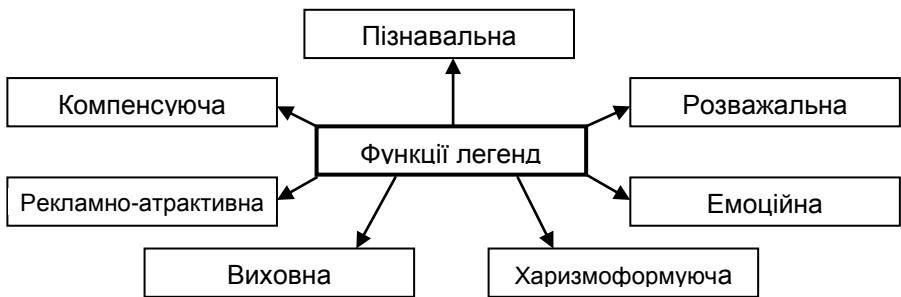 Пізнавальна
Компенсуюча
Розважальна
Функції легенд
Рекламно-атрактивна
Емоційна
Виховна
Харизмоформуюча